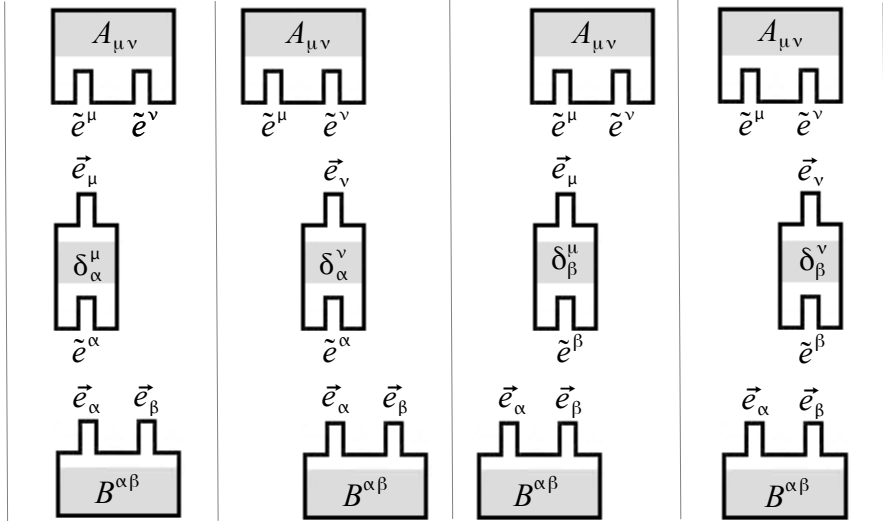 A_{μν} A_{μν} A_{μν} A_{μν}
ẽ^μ ẽ^ν ẽ^μ ẽ^ν ẽ^μ ẽ^ν ẽ^μ ẽ^ν
e⃗_μ e⃗_ν e⃗_μ e⃗_ν
δ^μ_α δ^ν_α δ^μ_β δ^ν_β
ẽ^α ẽ^α ẽ^β ẽ^β
e⃗_α e⃗_β e⃗_α e⃗_β e⃗_α e⃗_β e⃗_α e⃗_β
B^{αβ} B^{αβ} B^{αβ} B^{αβ}